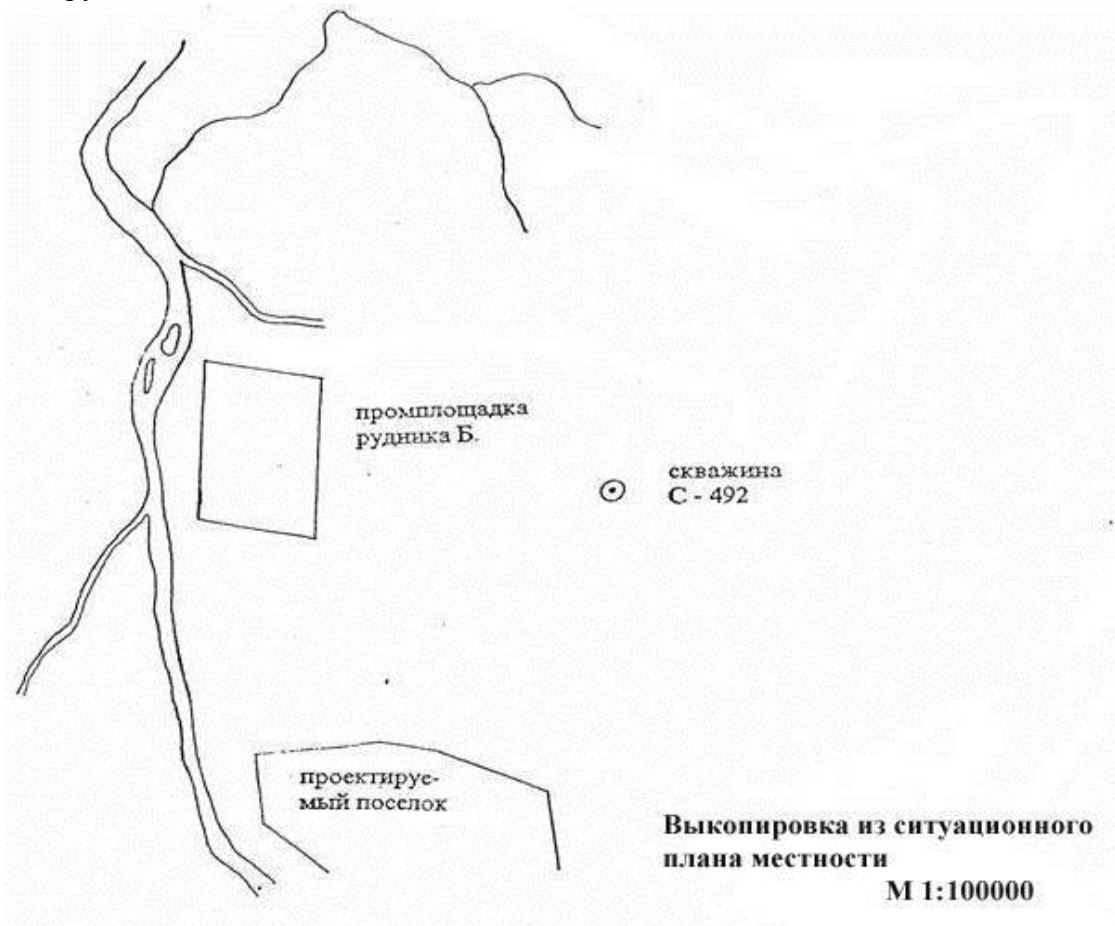 промплощадка
рудника Б.
скважина
С - 492
проектируе-
мый поселок
Выкопировка из ситуационного
плана местности
М 1:100000